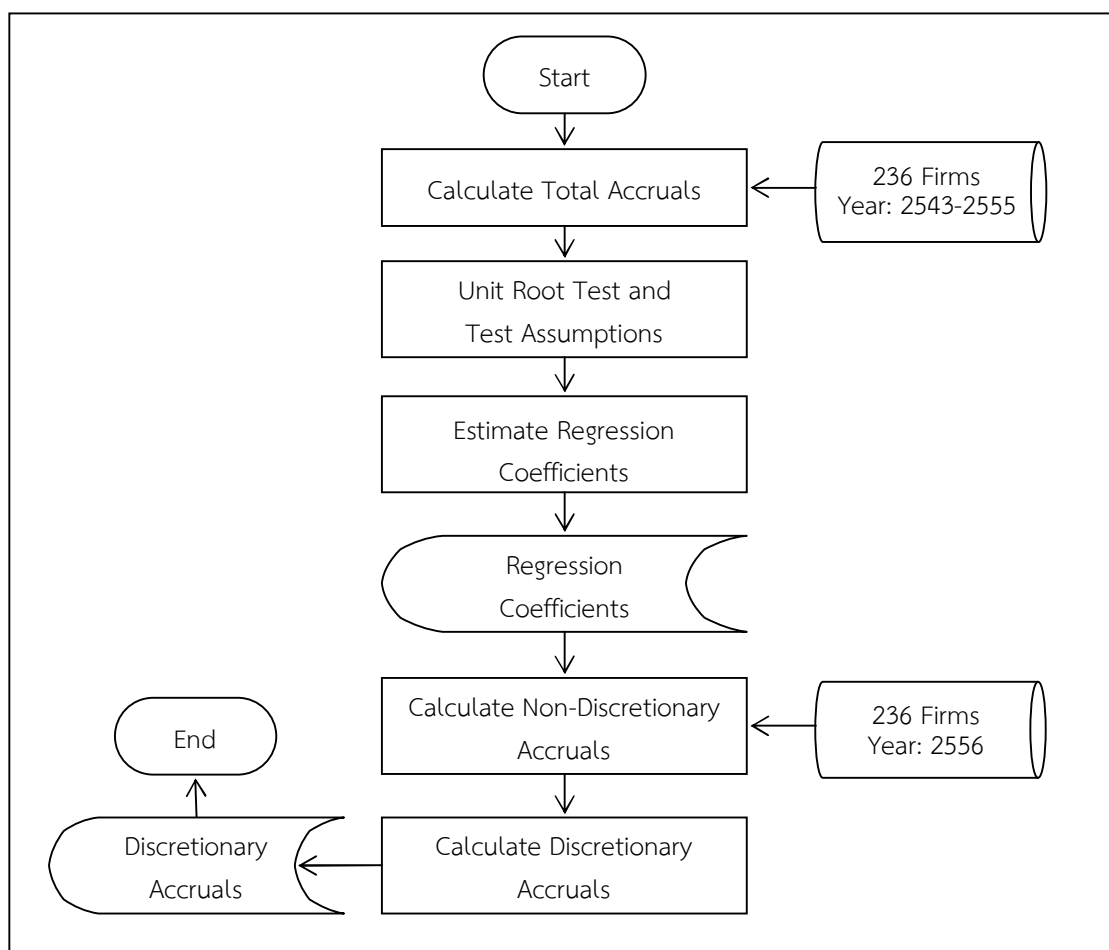 Start
Calculate Total Accruals
236 Firms
Year: 2543-2555
Unit Root Test and
Test Assumptions
Estimate Regression
Coefficients
Regression
Coefficients
Calculate Non-Discretionary
Accruals
236 Firms
Year: 2556
Calculate Discretionary
Accruals
Discretionary
Accruals
End